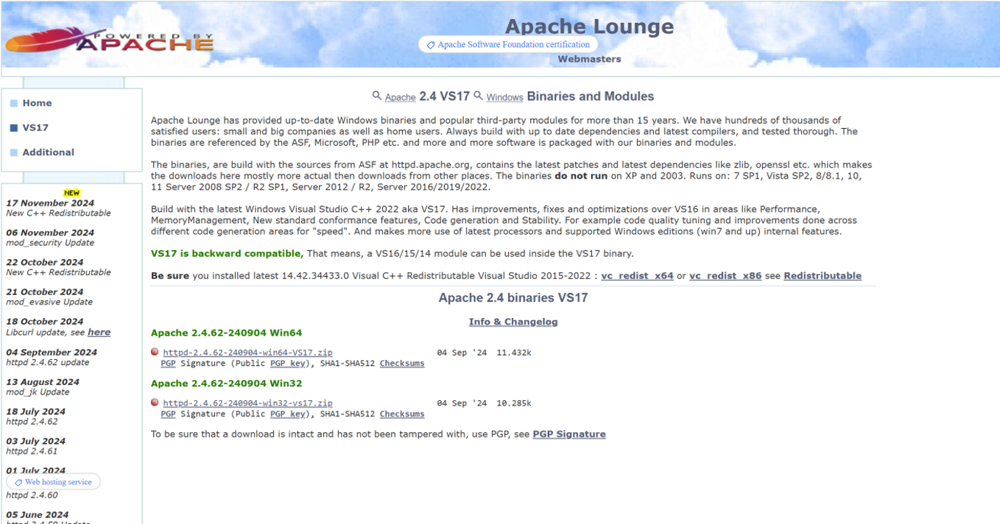 POWERED BY
APACHE
Apache Lounge
Apache Software Foundation certification
Webmasters
Home
VS17
Additional
NEW
17 November 2024
New C++ Redistributable
06 November 2024
mod_security Update
22 October 2024
New C++ Redistributable
21 October 2024
mod_evasive Update
18 October 2024
Libcurl update, see here
04 September 2024
httpd 2.4.62 update
13 August 2024
mod_jk Update
18 July 2024
httpd 2.4.62
03 July 2024
httpd 2.4.61
01 July 2024
Web hosting service
httpd 2.4.60
05 June 2024
httpd 2.4.59 Update
Apache 2.4 VS17 Windows Binaries and Modules
Apache Lounge has provided up-to-date Windows binaries and popular third-party modules for more than 15 years. We have hundreds of thousands of
satisfied users: small and big companies as well as home users. Always build with up to date dependencies and latest compilers, and tested thorough. The
binaries are referenced by the ASF, Microsoft, PHP etc. and more and more software is packaged with our binaries and modules.
The binaries, are build with the sources from ASF at httpd.apache.org, contains the latest patches and latest dependencies like zlib, openssl etc. which makes
the downloads here mostly more actual then downloads from other places. The binaries do not run on XP and 2003. Runs on: 7 SP1, Vista SP2, 8/8.1, 10,
11 Server 2008 SP2 / R2 SP1, Server 2012 / R2, Server 2016/2019/2022.
Build with the latest Windows Visual Studio C++ 2022 aka VS17. Has improvements, fixes and optimizations over VS16 in areas like Performance,
MemoryManagement, New standard conformance features, Code generation and Stability. For example code quality tuning and improvements done across
different code generation areas for "speed". And makes more use of latest processors and supported Windows editions (win7 and up) internal features.
VS17 is backward compatible, That means, a VS16/15/14 module can be used inside the VS17 binary.
Be sure you installed latest 14.42.34433.0 Visual C++ Redistributable Visual Studio 2015-2022 : vc_redist_x64 or vc_redist_x86 see Redistributable
Apache 2.4 binaries VS17
Info & Changelog
Apache 2.4.62-240904 Win64
httpd-2.4.62-240904-win64-VS17.zip 04 Sep '24 11.432k
PGP Signature (Public PGP key), SHA1-SHA512 Checksums
Apache 2.4.62-240904 Win32
httpd-2.4.62-240904-win32-vs17.zip 04 Sep '24 10.285k
PGP Signature (Public PGP key), SHA1-SHA512 Checksums
To be sure that a download is intact and has not been tampered with, use PGP, see PGP Signature